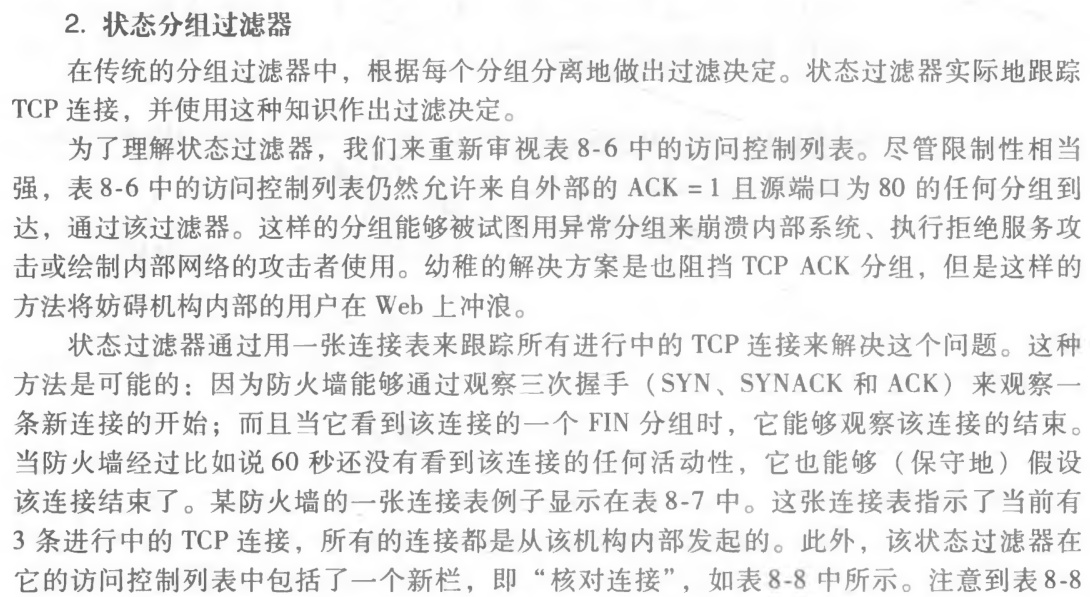 2. 状态分组过滤器
在传统的分组过滤器中，根据每个分组分离地做出过滤决定。状态过滤器实际地跟踪
TCP 连接，并使用这种知识作出过滤决定。
为了理解状态过滤器，我们来重新审视表 8-6 中的访问控制列表。尽管限制性相当
强，表 8-6 中的访问控制列表仍然允许来自外部的 ACK = 1 且源端口为 80 的任何分组到
达，通过该过滤器。这样的分组能够被试图用异常分组来崩溃内部系统、执行拒绝服务攻
击或绘制内部网络的攻击者使用。幼稚的解决方案是也阻挡 TCP ACK 分组，但是这样的
方法将妨碍机构内部的用户在 Web 上冲浪。
状态过滤器通过用一张连接表来跟踪所有进行中的 TCP 连接来解决这个问题。这种
方法是可能的：因为防火墙能够通过观察三次握手（SYN、SYNACK 和 ACK）来观察一
条新连接的开始；而且当它看到该连接的一个 FIN 分组时，它能够观察该连接的结束。
当防火墙经过比如说 60 秒还没有看到该连接的任何活动性，它也能够（保守地）假设
该连接结束了。某防火墙的一张连接表例子显示在表 8-7 中。这张连接表指示了当前有
3 条进行中的 TCP 连接，所有的连接都是从该机构内部发起的。此外，该状态过滤器在
它的访问控制列表中包括了一个新栏，即“核对连接”，如表 8-8 中所示。注意到表 8-8